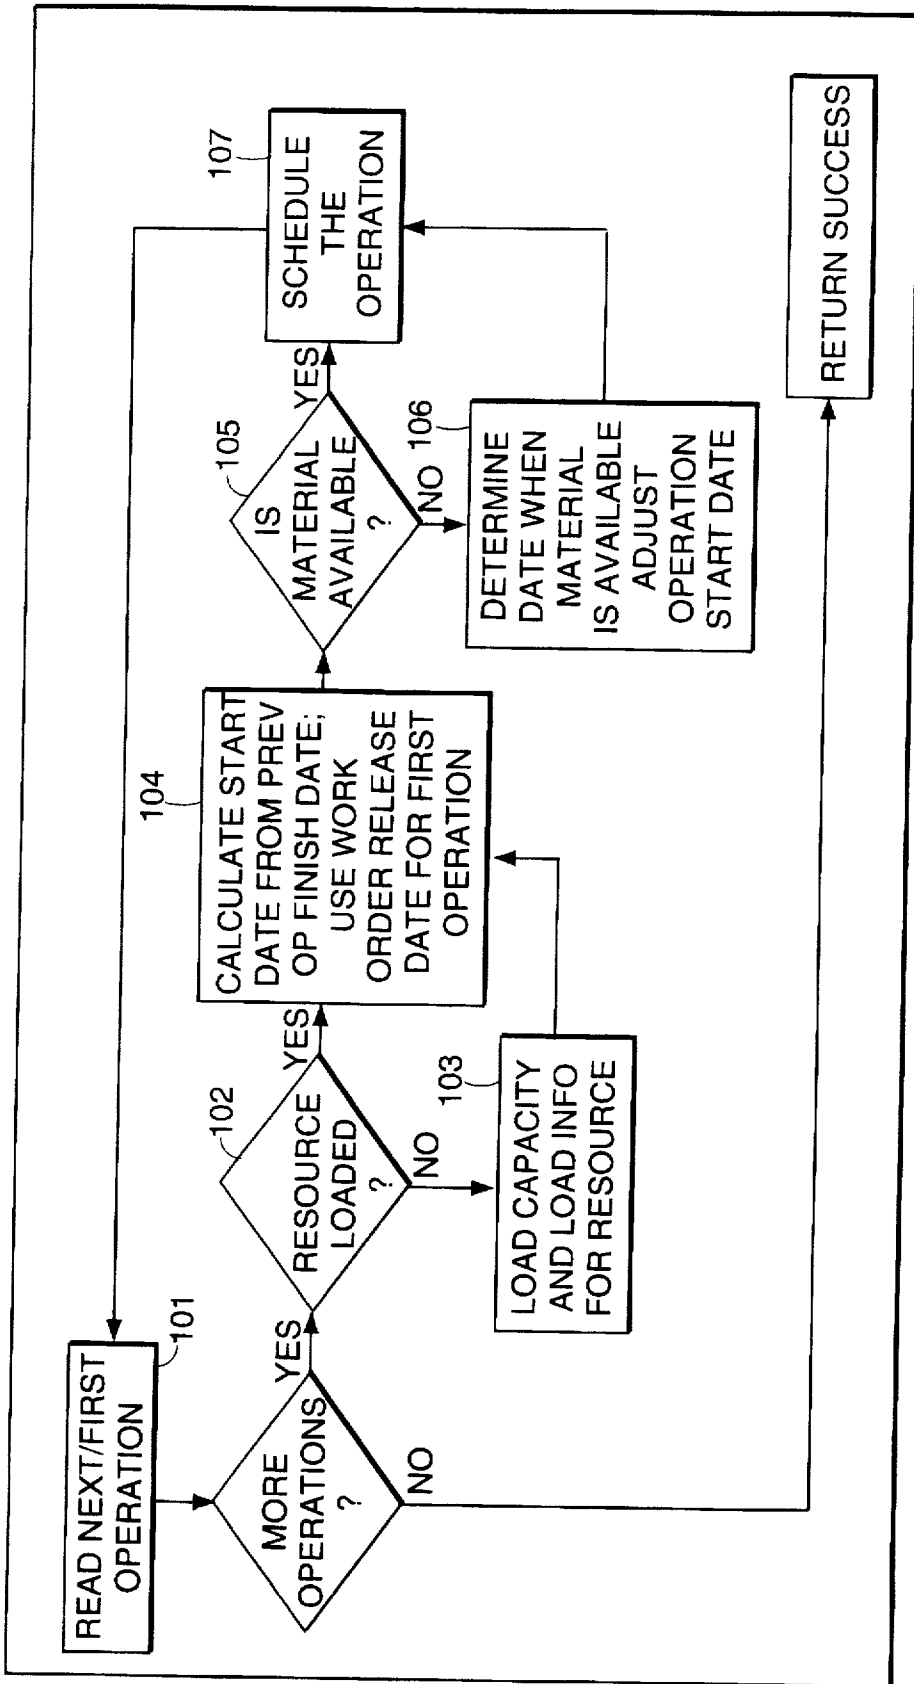 READ NEXT/FIRST
OPERATION
101
MORE
OPERATIONS
?
YES
NO
RESOURCE
LOADED
?
102
YES
NO
LOAD CAPACITY
AND LOAD INFO
FOR RESOURCE
103
CALCULATE START
DATE FROM PREV
OP FINISH DATE;
USE WORK
ORDER RELEASE
DATE FOR FIRST
OPERATION
104
IS
MATERIAL
AVAILABLE
?
105
YES
NO
DETERMINE
DATE WHEN
MATERIAL
IS AVAILABLE
ADJUST
OPERATION
START DATE
106
SCHEDULE
THE
OPERATION
107
RETURN SUCCESS